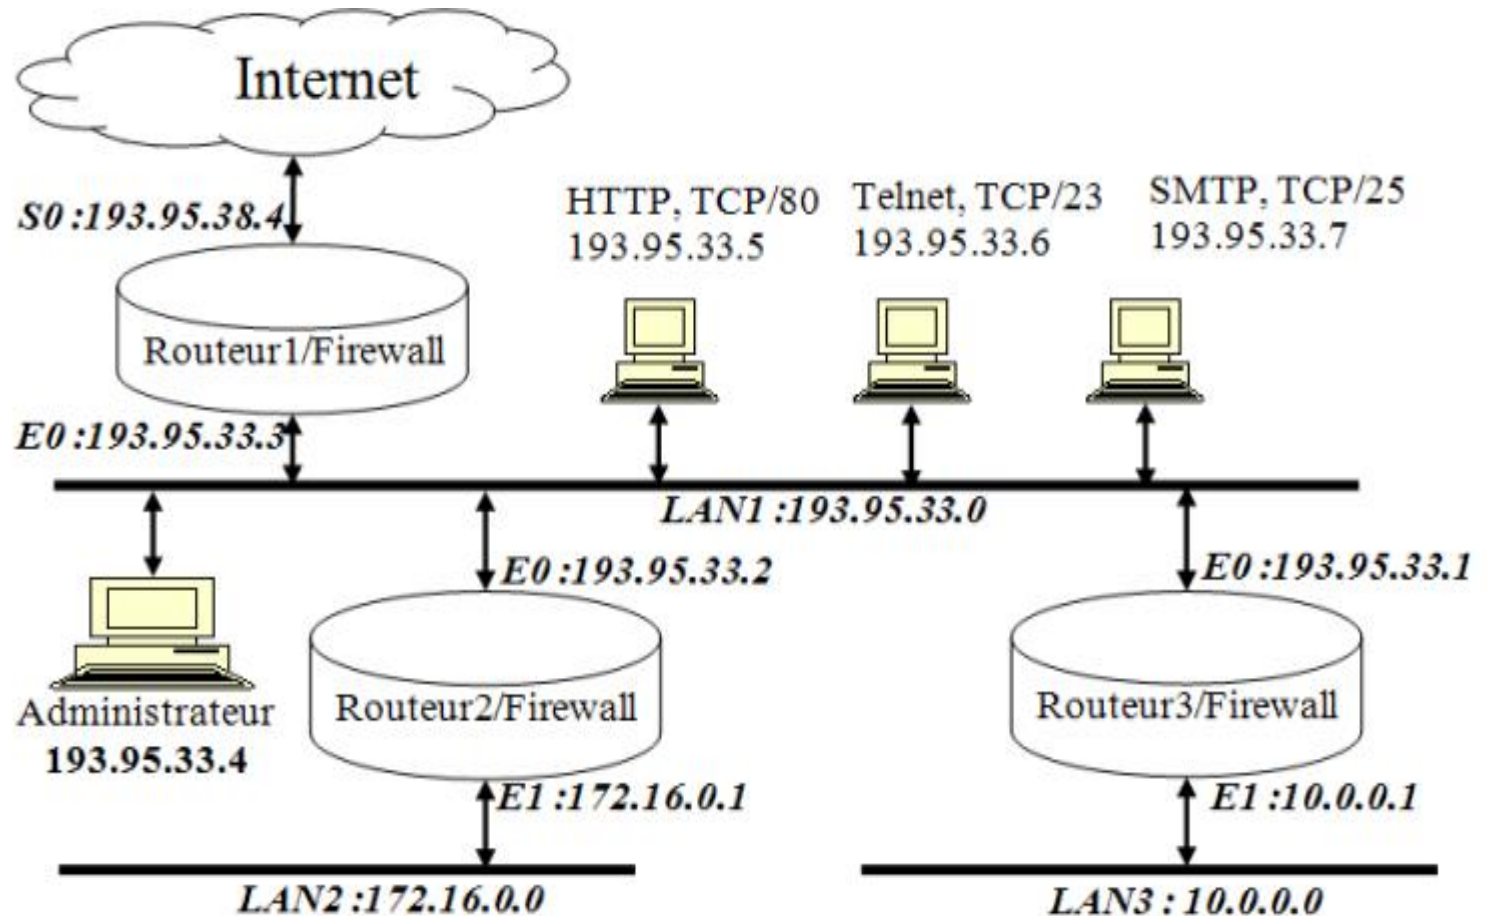 Internet
S0 :193.95.38.4
HTTP, TCP/80
193.95.33.5
Telnet, TCP/23
193.95.33.6
SMTP, TCP/25
193.95.33.7
Routeur1/Firewall
E0 :193.95.33.3
LAN1 :193.95.33.0
E0 :193.95.33.2
E0 :193.95.33.1
Administrateur
193.95.33.4
Routeur2/Firewall
Routeur3/Firewall
E1 :172.16.0.1
E1 :10.0.0.1
LAN2 :172.16.0.0
LAN3 : 10.0.0.0